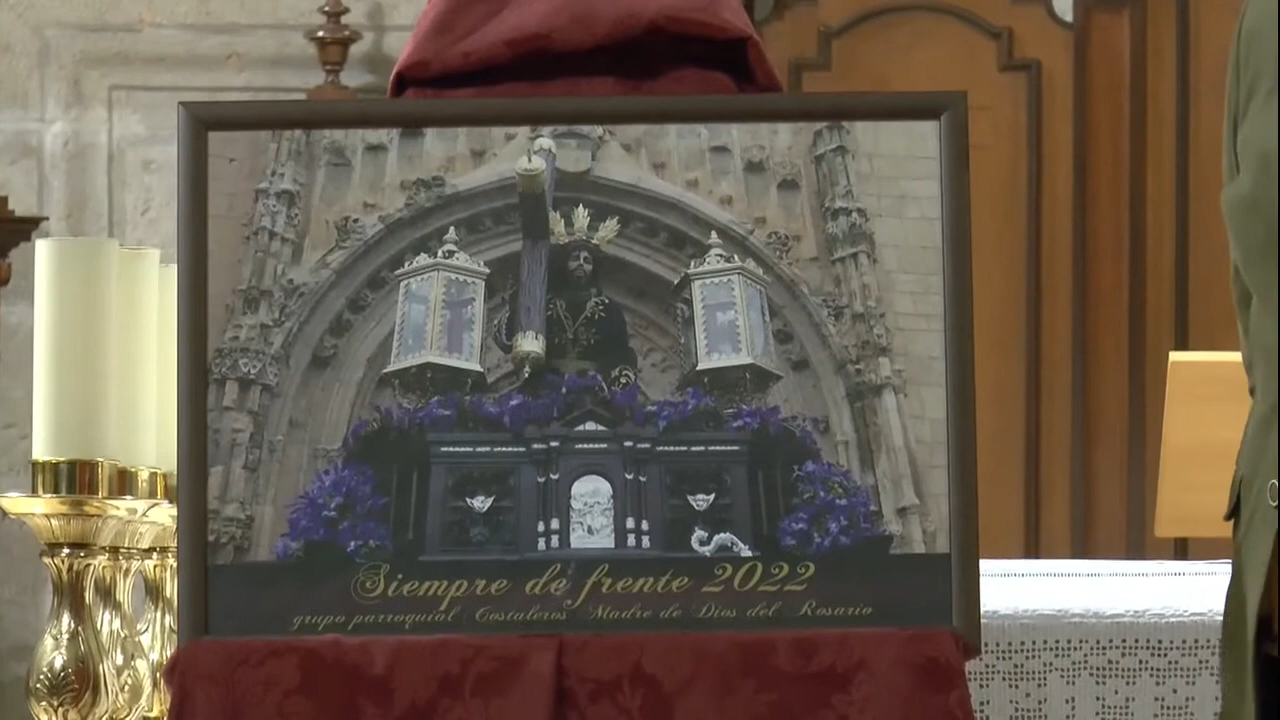 Siempre de frente 2022
grupo parroquial Costaleros Madre de Dios del Rosario